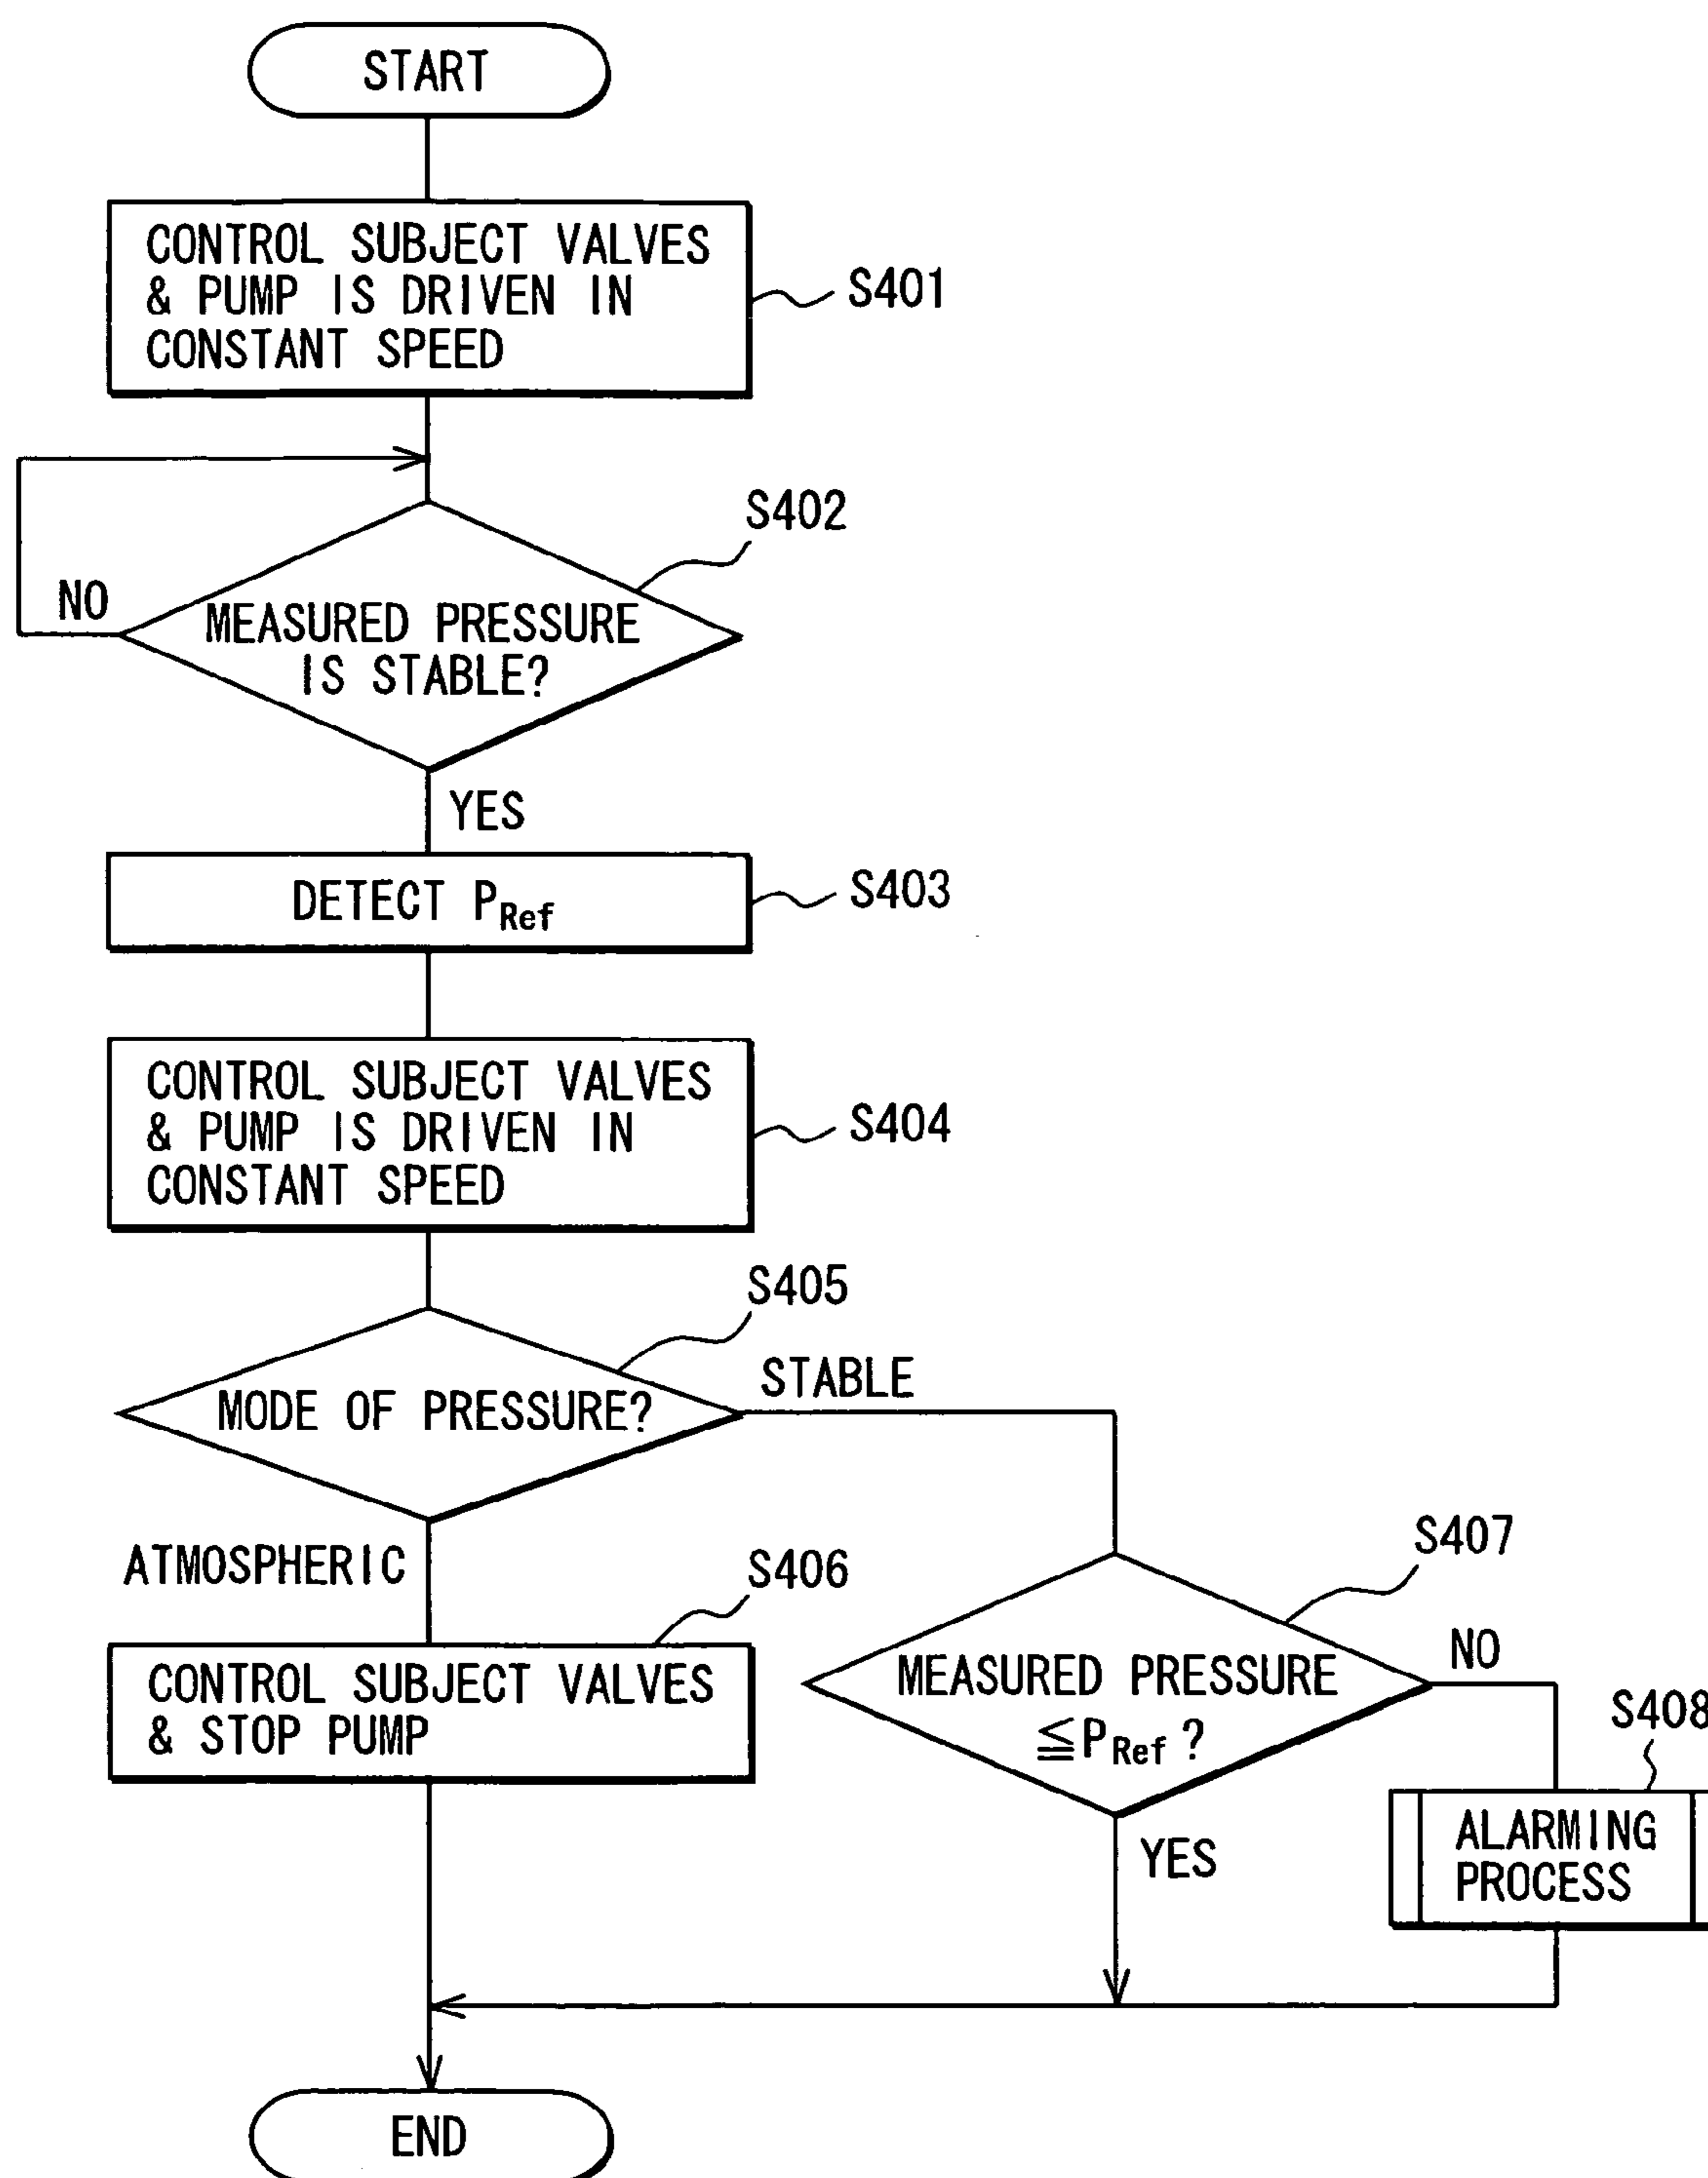 START
CONTROL SUBJECT VALVES
& PUMP IS DRIVEN IN
CONSTANT SPEED
S401
S402
NO
MEASURED PRESSURE
IS STABLE?
YES
DETECT PRef
S403
CONTROL SUBJECT VALVES
& PUMP IS DRIVEN IN
CONSTANT SPEED
S404
S405
STABLE
MODE OF PRESSURE?
ATMOSPHERIC
S406
S407
CONTROL SUBJECT VALVES
& STOP PUMP
MEASURED PRESSURE
≦PRef ?
NO
S408
YES
ALARMING
PROCESS
END